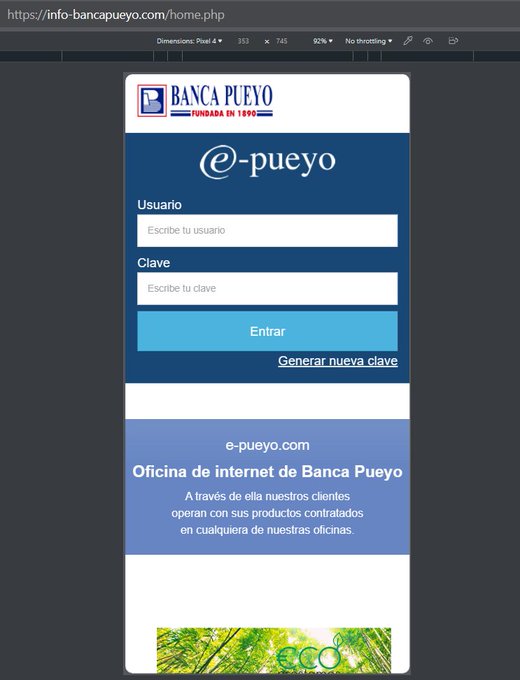 https://info-bancapueyo.com/home.php
Dimensions: Pixel 4 353 × 745 92% No throttling
BANCA PUEYO
FUNDADA EN 1890
e-pueyo
Usuario
Escribe tu usuario
Clave
Escribe tu clave
Entrar
Generar nueva clave
e-pueyo.com
Oficina de internet de Banca Pueyo
A través de ella nuestros clientes
operan con sus productos contratados
en cualquiera de nuestras oficinas.
eco